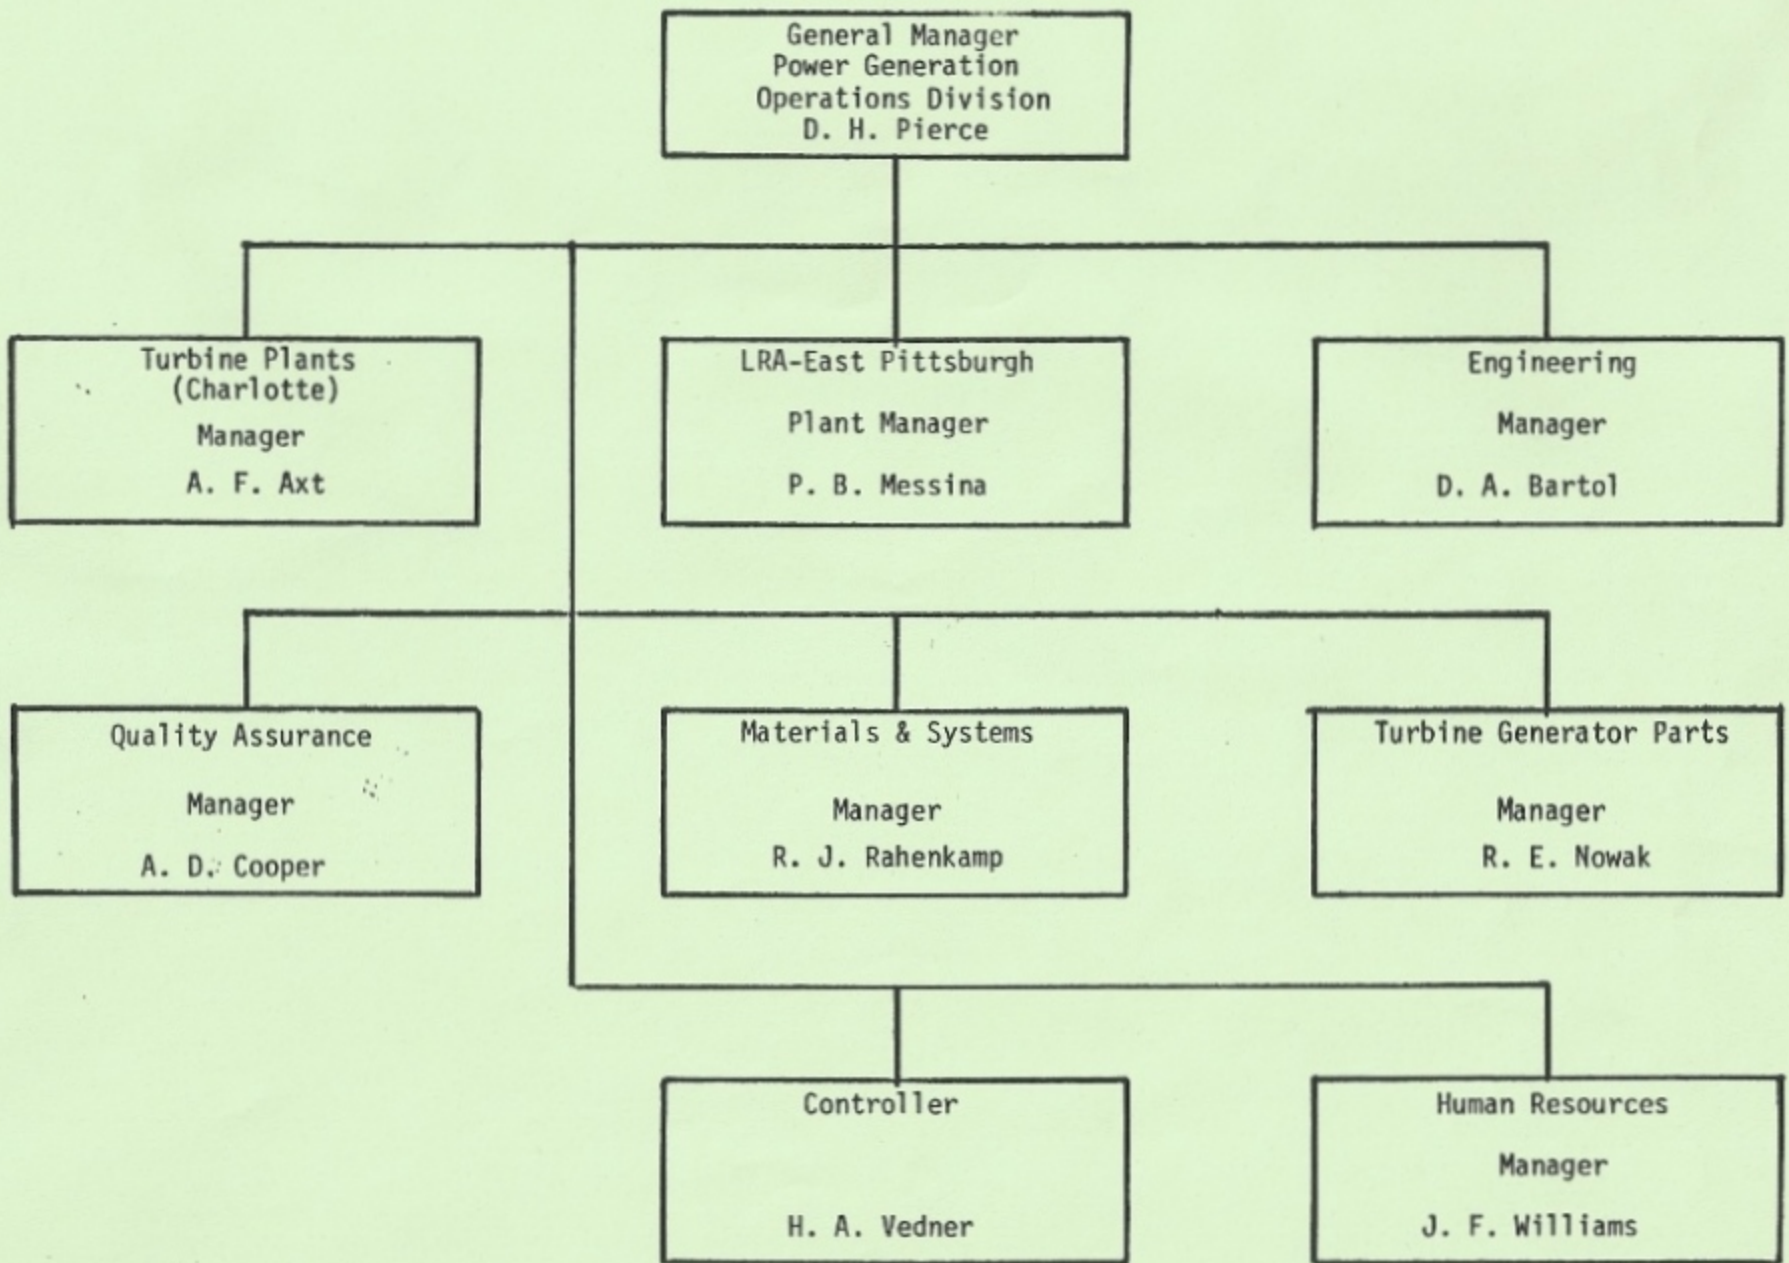 General Manager
Power Generation
Operations Division
D. H. Pierce
Turbine Plants
(Charlotte)
Manager
A. F. Axt
LRA-East Pittsburgh
Plant Manager
P. B. Messina
Engineering
Manager
D. A. Bartol
Quality Assurance
Manager
A. D. Cooper
Materials & Systems
Manager
R. J. Rahenkamp
Turbine Generator Parts
Manager
R. E. Nowak
Controller
H. A. Vedner
Human Resources
Manager
J. F. Williams